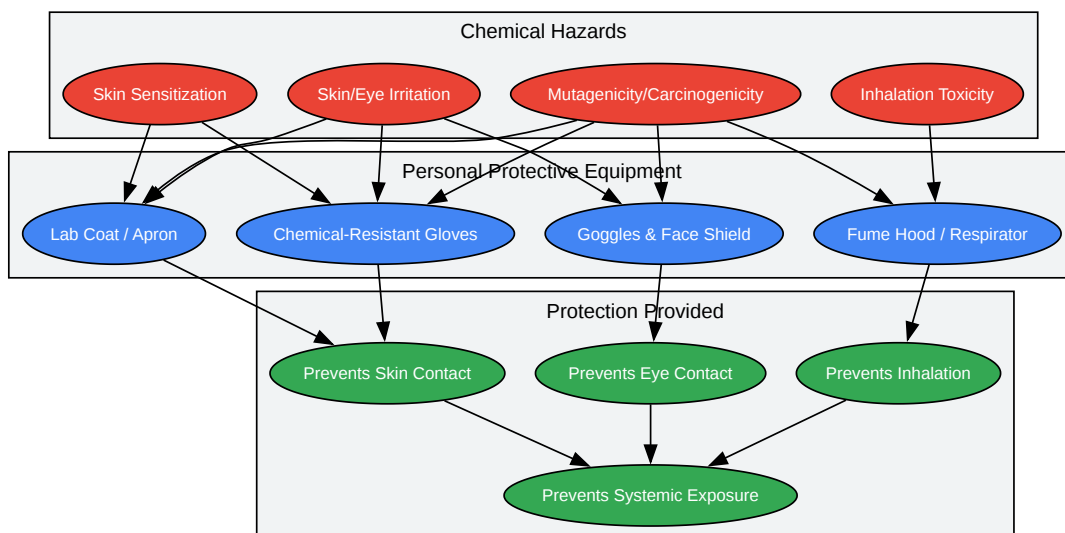 Chemical Hazards
Skin Sensitization
Skin/Eye Irritation
Mutagenicity/Carcinogenicity
Inhalation Toxicity
Personal Protective Equipment
Lab Coat / Apron
Chemical-Resistant Gloves
Goggles & Face Shield
Fume Hood / Respirator
Protection Provided
Prevents Skin Contact
Prevents Eye Contact
Prevents Inhalation
Prevents Systemic Exposure